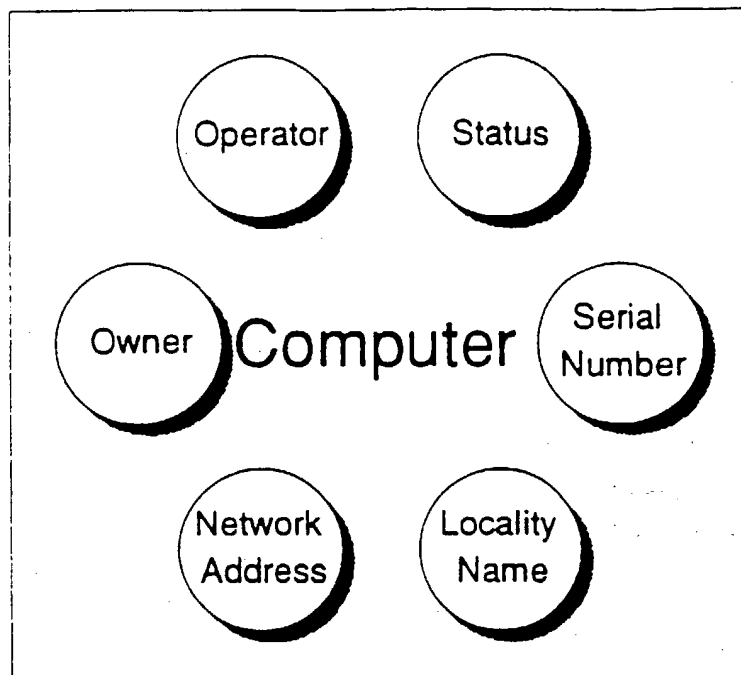 Operator
Status
Owner
Computer
Serial
Number
Network
Address
Locality
Name